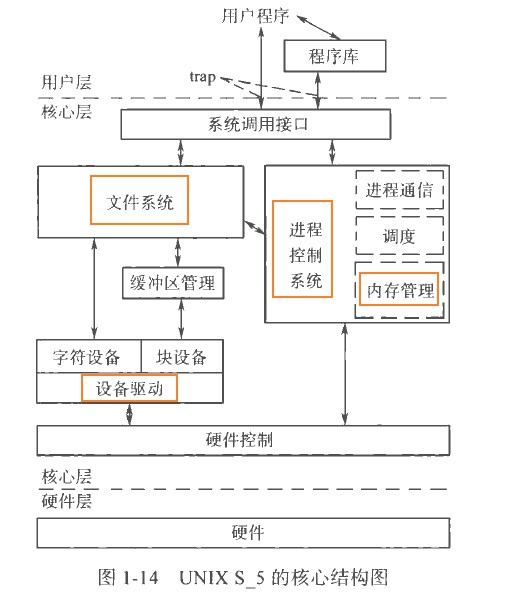 用户程序
程序库
trap
用户层
核心层
系统调用接口
文件系统
进程
控制
系统
进程通信
调度
内存管理
缓冲区管理
字符设备
块设备
设备驱动
硬件控制
核心层
硬件层
硬件
图 1-14 UNIX S_5 的核心结构图